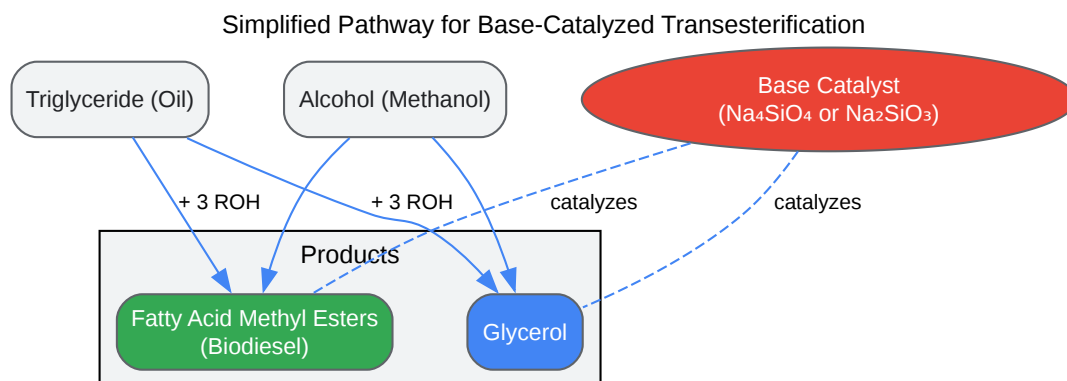 Simplified Pathway for Base-Catalyzed Transesterification
Triglyceride (Oil)
Alcohol (Methanol)
Base Catalyst
(Na₄SiO₄ or Na₂SiO₃)
+ 3 ROH
+ 3 ROH
catalyzes
catalyzes
Products
Fatty Acid Methyl Esters
(Biodiesel)
Glycerol